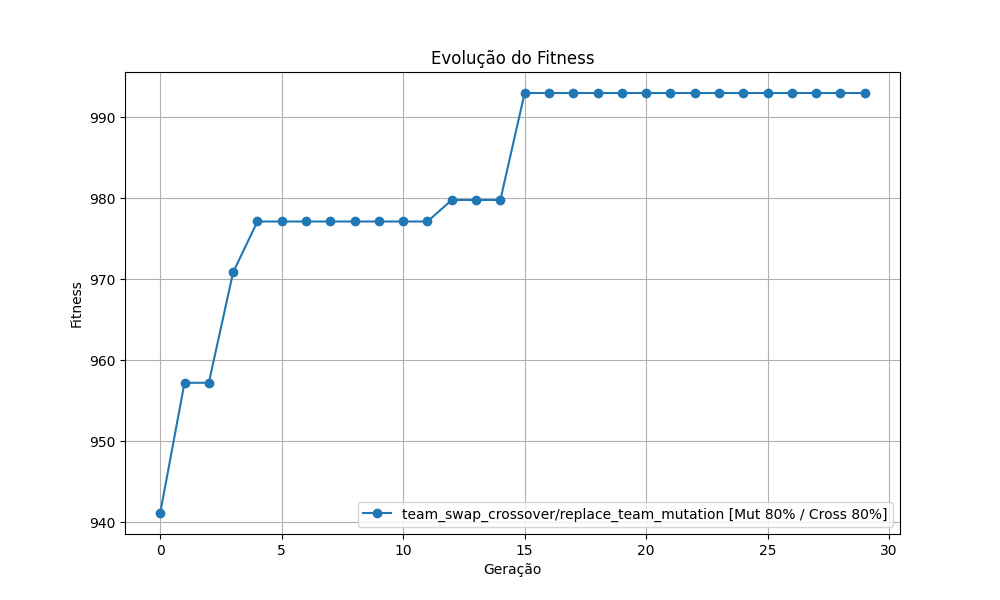 Evolução do Fitness
Fitness
990
980
970
960
950
940
team_swap_crossover/replace_team_mutation [Mut 80% / Cross 80%]
0 5 10 15 20 25 30
Geração